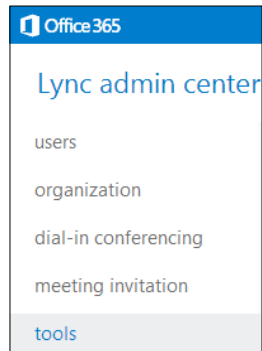 Office 365
Lync admin center
users
organization
dial-in conferencing
meeting invitation
tools